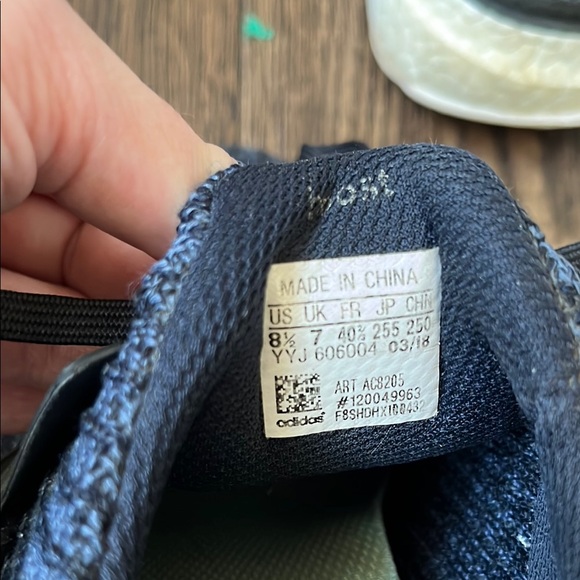 boost
MADE IN CHINA
US UK FR JP CHN
8½ 7 40⅔ 255 250
YYJ 606004 03/18
ART AC8205
#120049963
adidas